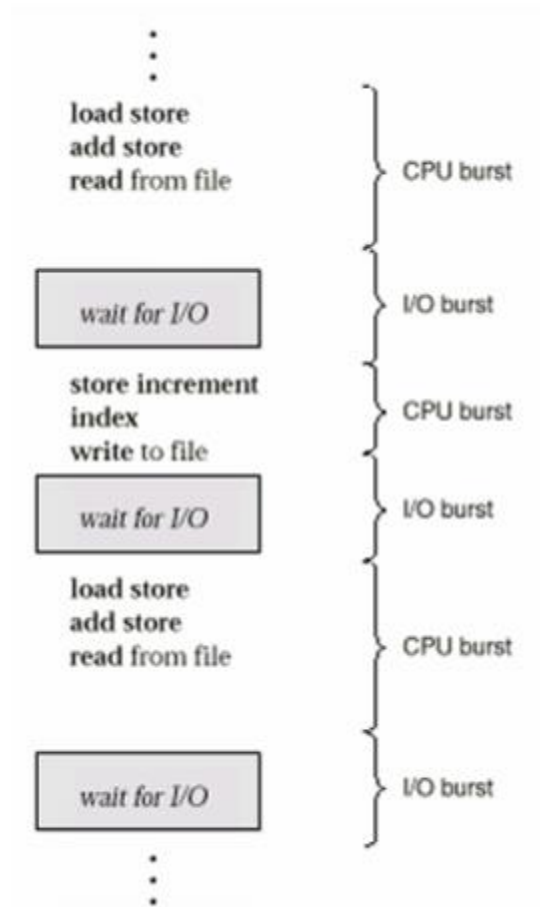 load store
add store
read from file
CPU burst
wait for I/O
I/O burst
store increment
index
write to file
CPU burst
wait for I/O
I/O burst
load store
add store
read from file
CPU burst
wait for I/O
I/O burst